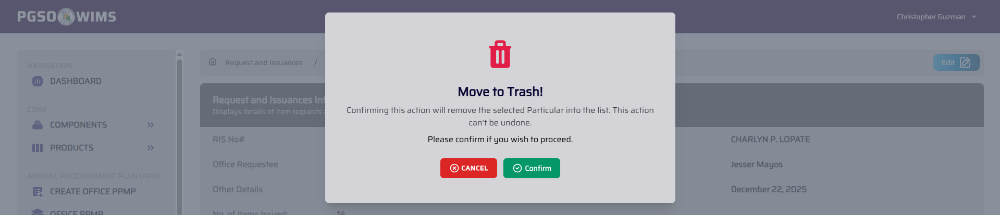 PGSO WIMS
Christopher Guzman
NAVIGATION
DASHBOARD
CORE
COMPONENTS
PRODUCTS
ANNUAL PROCUREMENT PLAN (APP)
CREATE OFFICE PPMP
OFFICE PPMP
Request and Issuances /
Edit
Request and Issuances Inf
Displays details of item requests
RIS No#
CHARLYN P. LOPATE
Office Requestee
Jesser Mayos
Other Details
December 22, 2025
No. of Items Issued: 14
Move to Trash!
Confirming this action will remove the selected Particular into the list. This action
can't be undone.
Please confirm if you wish to proceed.
CANCEL
Confirm